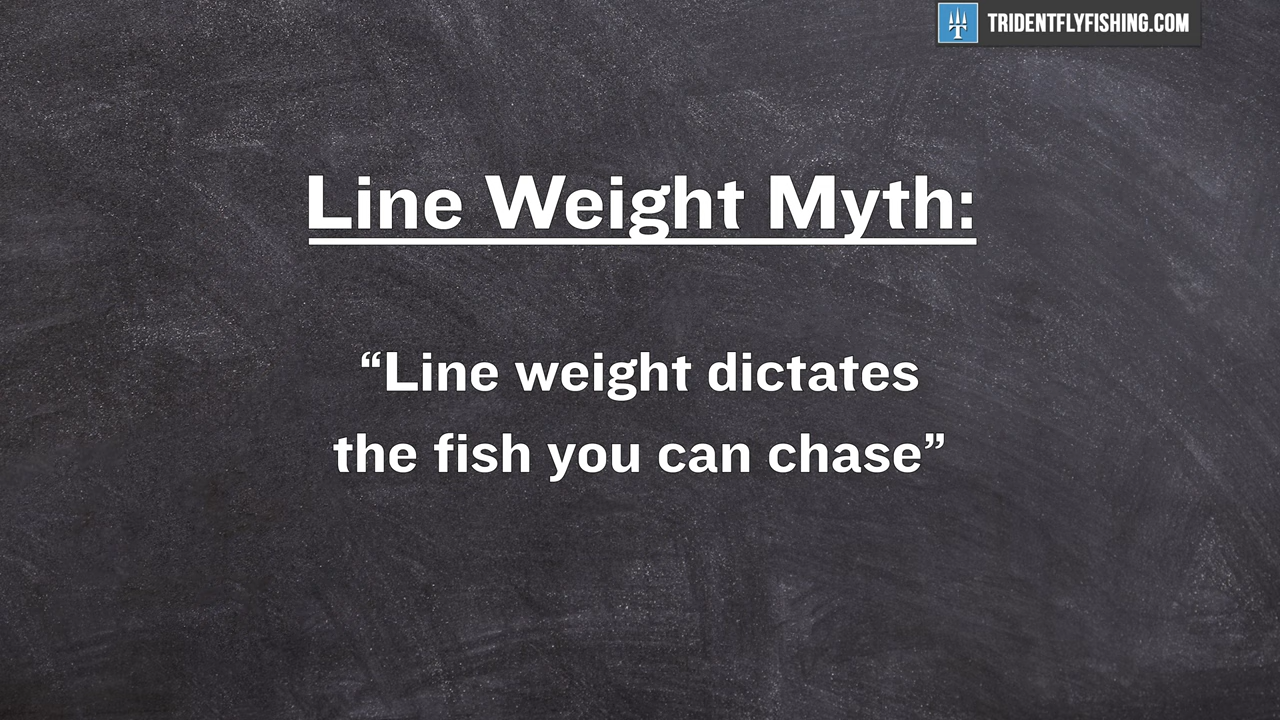 TRIDENTFLYFISHING.COM
Line Weight Myth:
“Line weight dictates
the fish you can chase”